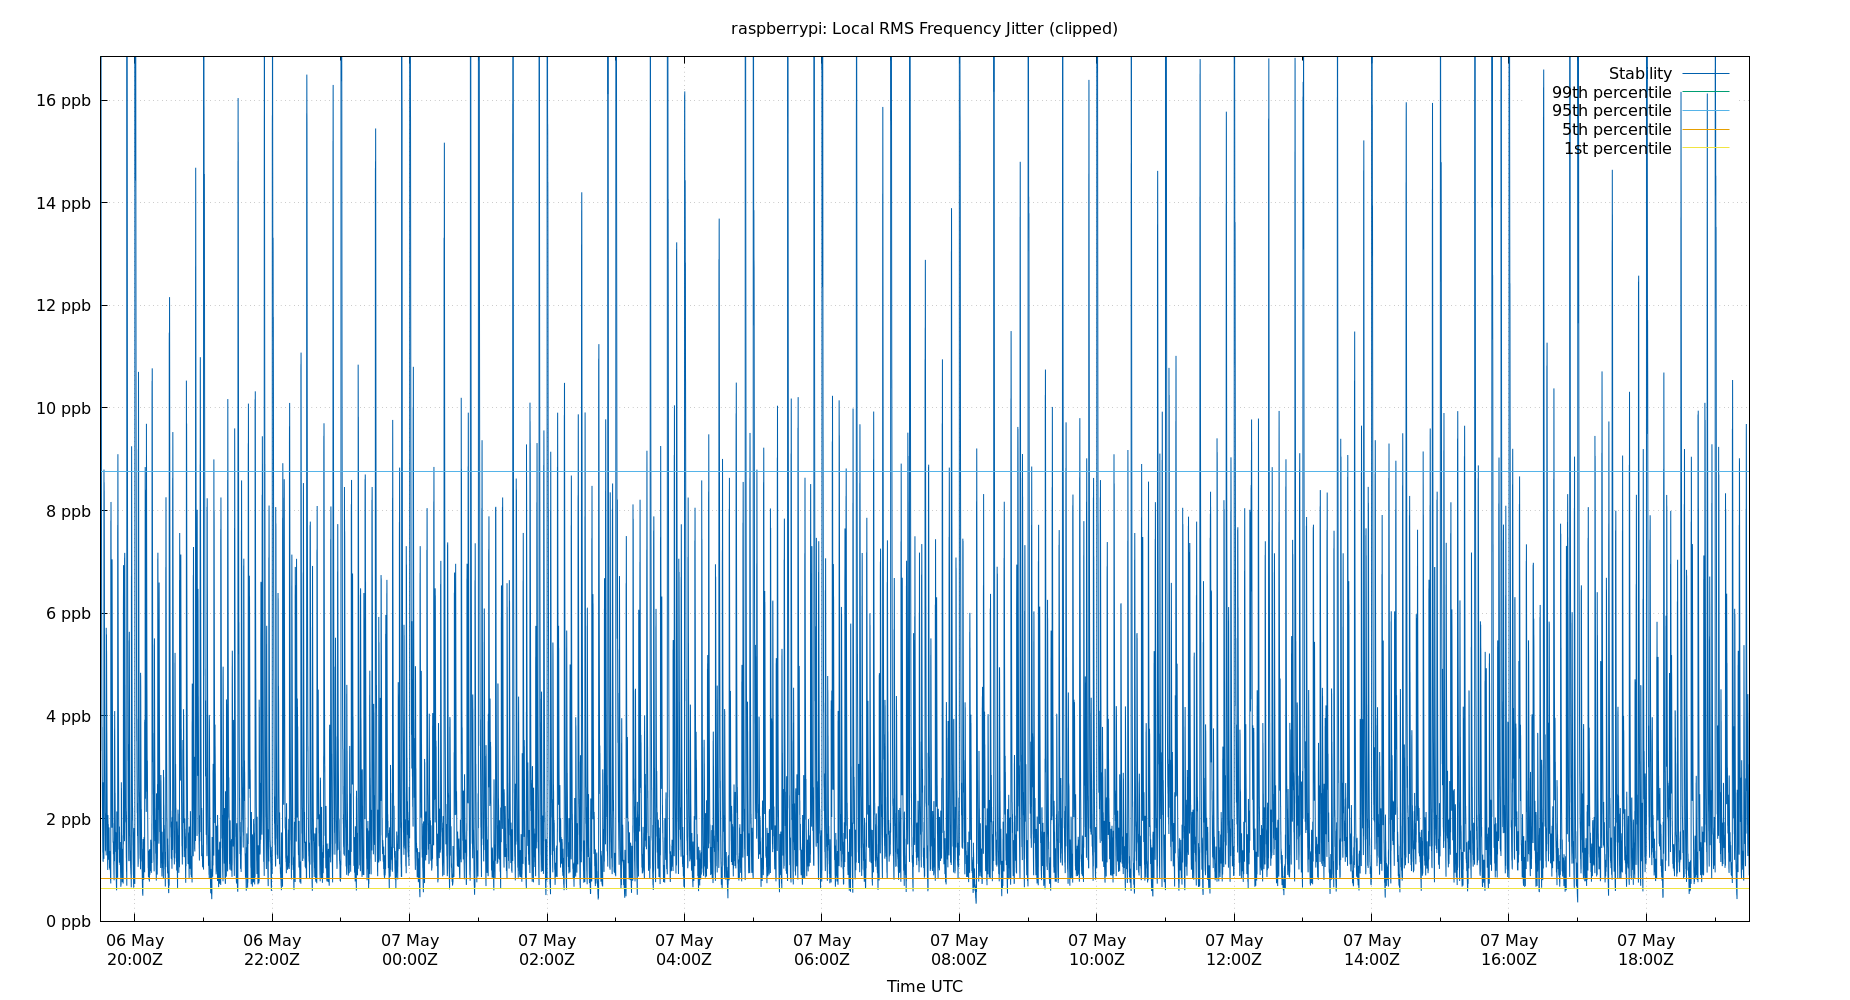 raspberrypi: Local RMS Frequency Jitter (clipped)
Stability
99th percentile
95th percentile
5th percentile
1st percentile
16 ppb
14 ppb
12 ppb
10 ppb
8 ppb
6 ppb
4 ppb
2 ppb
0 ppb
06 May 06 May 07 May 07 May 07 May 07 May 07 May 07 May 07 May 07 May 07 May 07 May
20:00Z 22:00Z 00:00Z 02:00Z 04:00Z 06:00Z 08:00Z 10:00Z 12:00Z 14:00Z 16:00Z 18:00Z
Time UTC